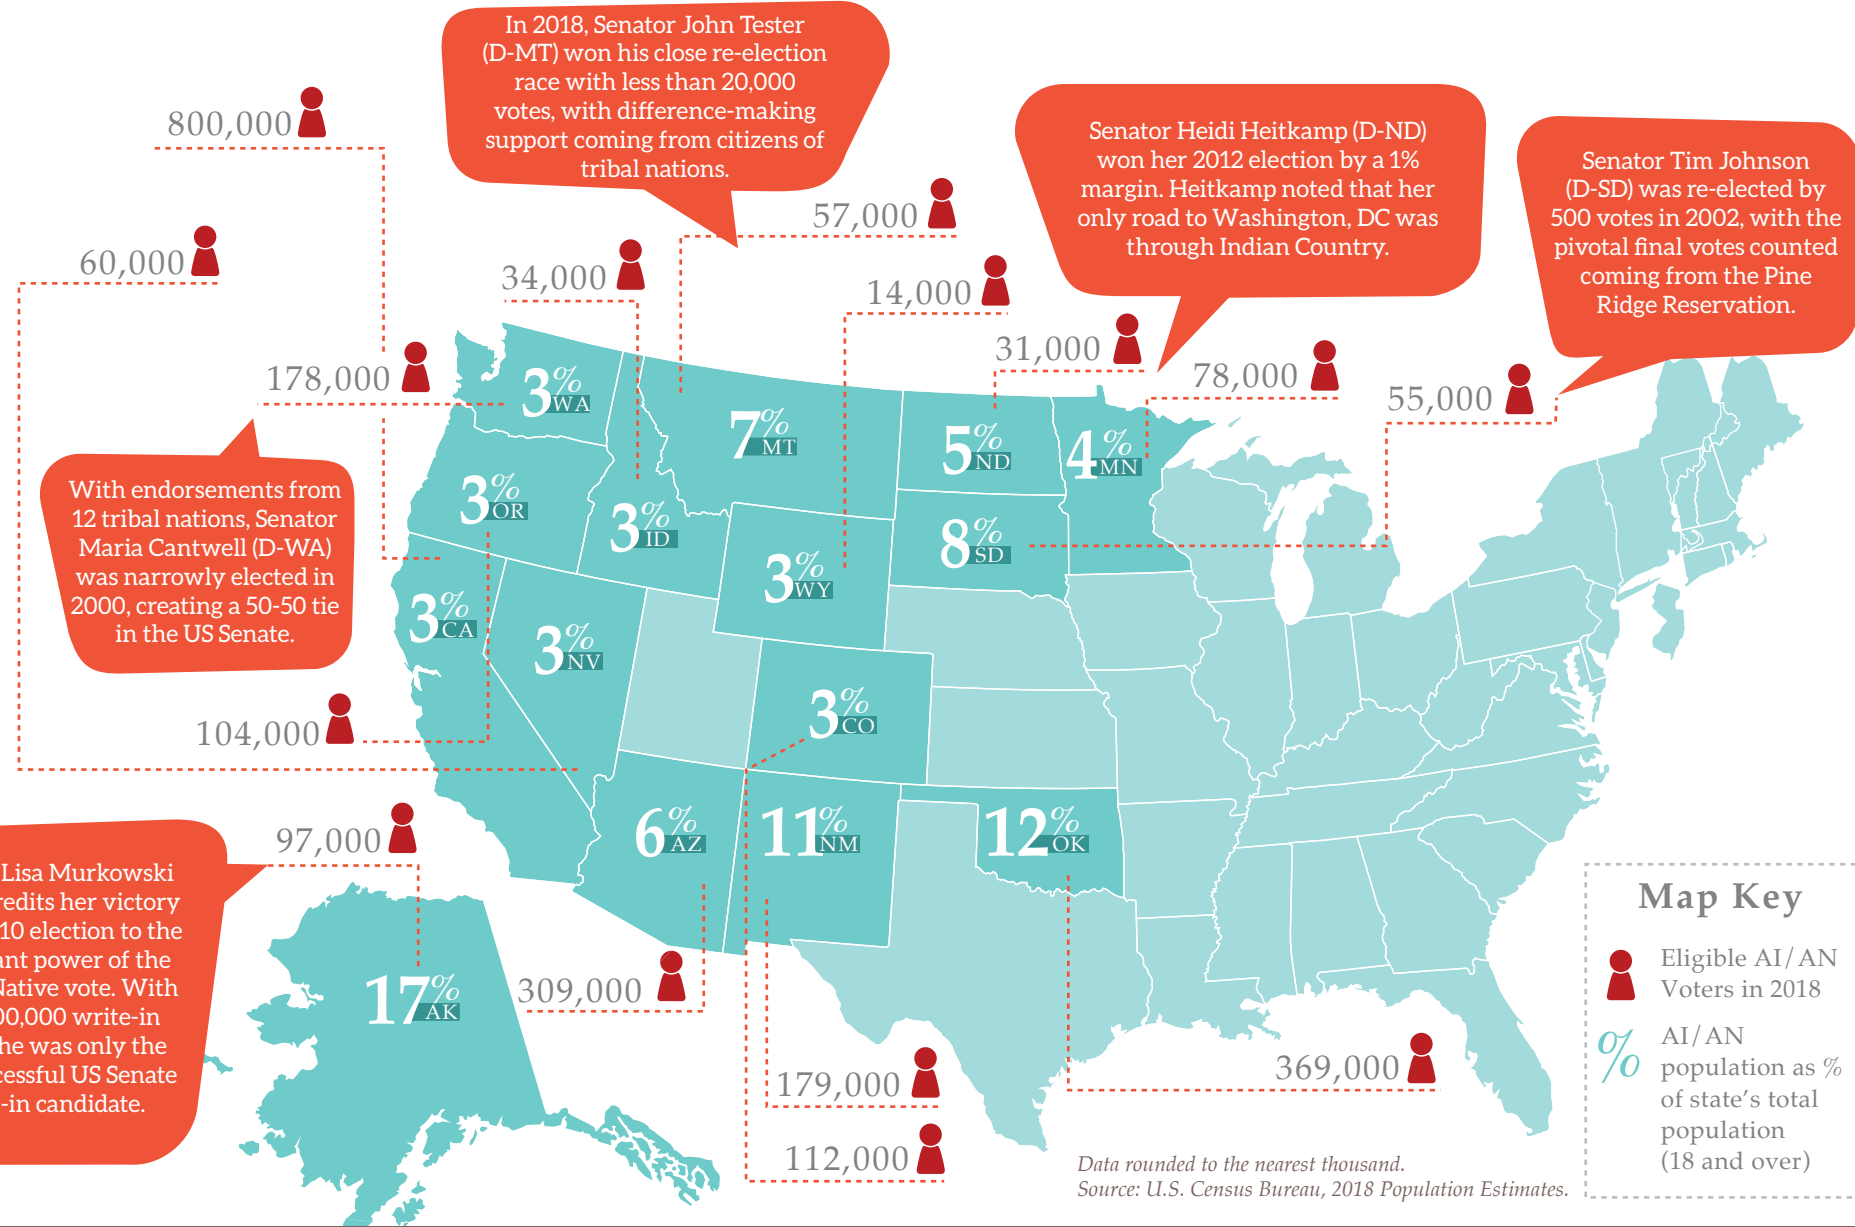 In 2018, Senator John Tester
(D-MT) won his close re-election
race with less than 20,000
votes, with difference-making
support coming from citizens of
tribal nations.
Senator Heidi Heitkamp (D-ND)
won her 2012 election by a 1%
margin. Heitkamp noted that her
only road to Washington, DC was
through Indian Country.
Senator Tim Johnson
(D-SD) was re-elected by
500 votes in 2002, with the
pivotal final votes counted
coming from the Pine
Ridge Reservation.
800,000
57,000
60,000
34,000
14,000
31,000
178,000
78,000
55,000
3% WA
7% MT
5% ND
4% MN
With endorsements from
12 tribal nations, Senator
Maria Cantwell (D-WA)
was narrowly elected in
2000, creating a 50-50 tie
in the US Senate.
3% OR
3% ID
8% SD
3% WY
3% CA
3% NV
3% CO
104,000
6% AZ
11% NM
12% OK
97,000
Lisa Murkowski
redits her victory
10 election to the
ant power of the
Native vote. With
00,000 write-in
he was only the
cessful US Senate
-in candidate.
17% AK
309,000
179,000
112,000
369,000
Map Key
Eligible AI/AN
Voters in 2018
%
AI/AN
population as %
of state's total
population
(18 and over)
Data rounded to the nearest thousand.
Source: U.S. Census Bureau, 2018 Population Estimates.